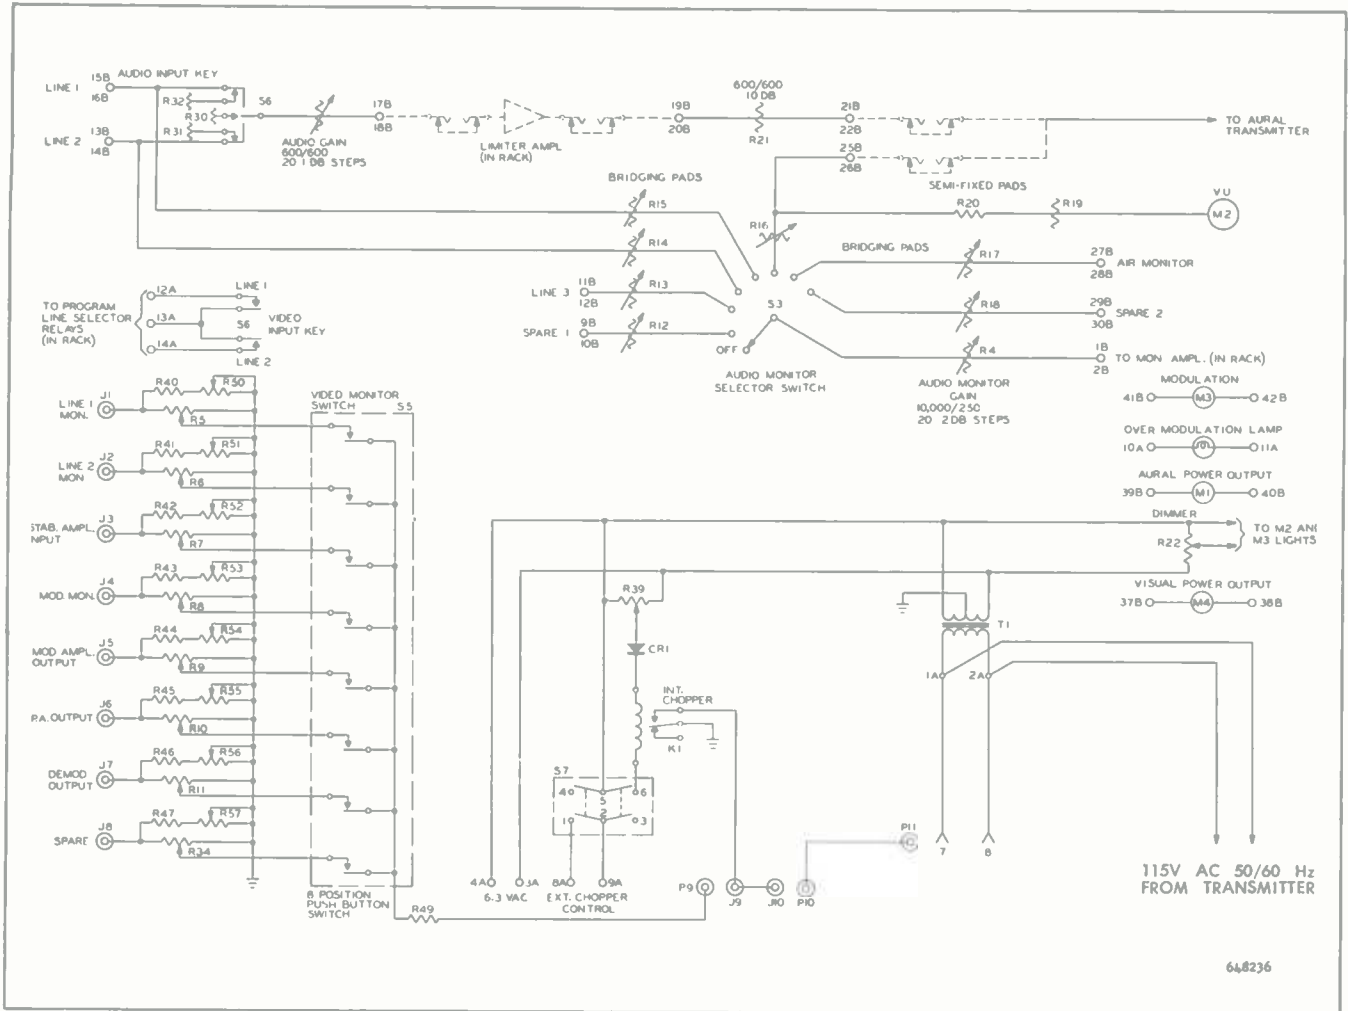 AUDIO INPUT KEY
LINE 1
15B
16B
R32
R30
R31
S6
LINE 2
13B
14B
AUDIO GAIN
600/600
20 1 DB STEPS
17B
18B
LIMITER AMPL
(IN RACK)
19B
20B
600/600
10 DB
R21
21B
22B
25B
26B
TO AURAL
TRANSMITTER
SEMI-FIXED PADS
BRIDGING PADS
R15
R14
R16
R20
R19
VU
M2
BRIDGING PADS
R17
27B
28B
AIR MONITOR
LINE 3
11B
12B
R13
S3
R18
29B
30B
SPARE 2
SPARE 1
9B
10B
R12
OFF
R4
1B
2B
TO MON AMPL. (IN RACK)
AUDIO MONITOR
SELECTOR SWITCH
AUDIO MONITOR
GAIN
10,000/250
20 2DB STEPS
TO PROGRAM
LINE SELECTOR
RELAYS
(IN RACK)
12A
13A
14A
LINE 1
S6
VIDEO
INPUT KEY
LINE 2
MODULATION
41B
M3
42B
OVER MODULATION LAMP
10A
11A
AURAL POWER OUTPUT
39B
M1
40B
DIMMER
R22
TO M2 AN
M3 LIGHTS
VISUAL POWER OUTPUT
37B
M4
38B
LINE 1
MON.
J1
R40
R50
R5
VIDEO MONITOR
SWITCH
S5
LINE 2
MON
J2
R41
R51
R6
STAB. AMPL.
INPUT
J3
R42
R52
R7
MOD. MON.
J4
R43
R53
R8
MOD AMPL.
OUTPUT
J5
R44
R54
R9
P.A. OUTPUT
J6
R45
R55
R10
DEMOD
OUTPUT
J7
R46
R56
R11
SPARE
J8
R47
R57
R34
8 POSITION
PUSH BUTTON
SWITCH
R49
R39
CR1
INT.
CHOPPER
K1
S7
4
5
6
1
2
3
4A
3A
6.3 VAC
8A
9A
EXT. CHOPPER
CONTROL
P9
J9
J10
P10
P11
T1
1A
2A
7
8
115V AC 50/60 Hz
FROM TRANSMITTER
648236